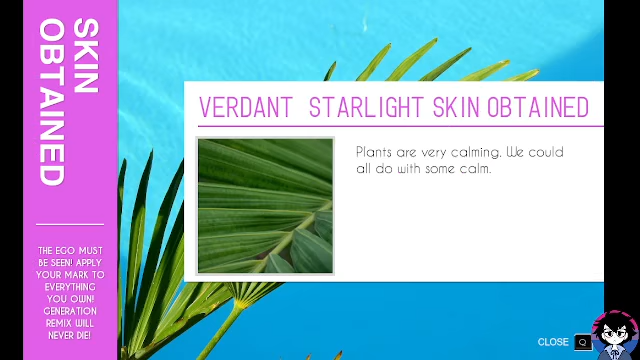 SKIN
OBTAINED
THE EGO MUST
BE SEEN! APPLY
YOUR MARK TO
EVERYTHING
YOU OWN!
GENERATION
REMIX WILL
NEVER DIE!
VERDANT STARLIGHT SKIN OBTAINED
Plants are very calming. We could
all do with some calm.
CLOSE Q